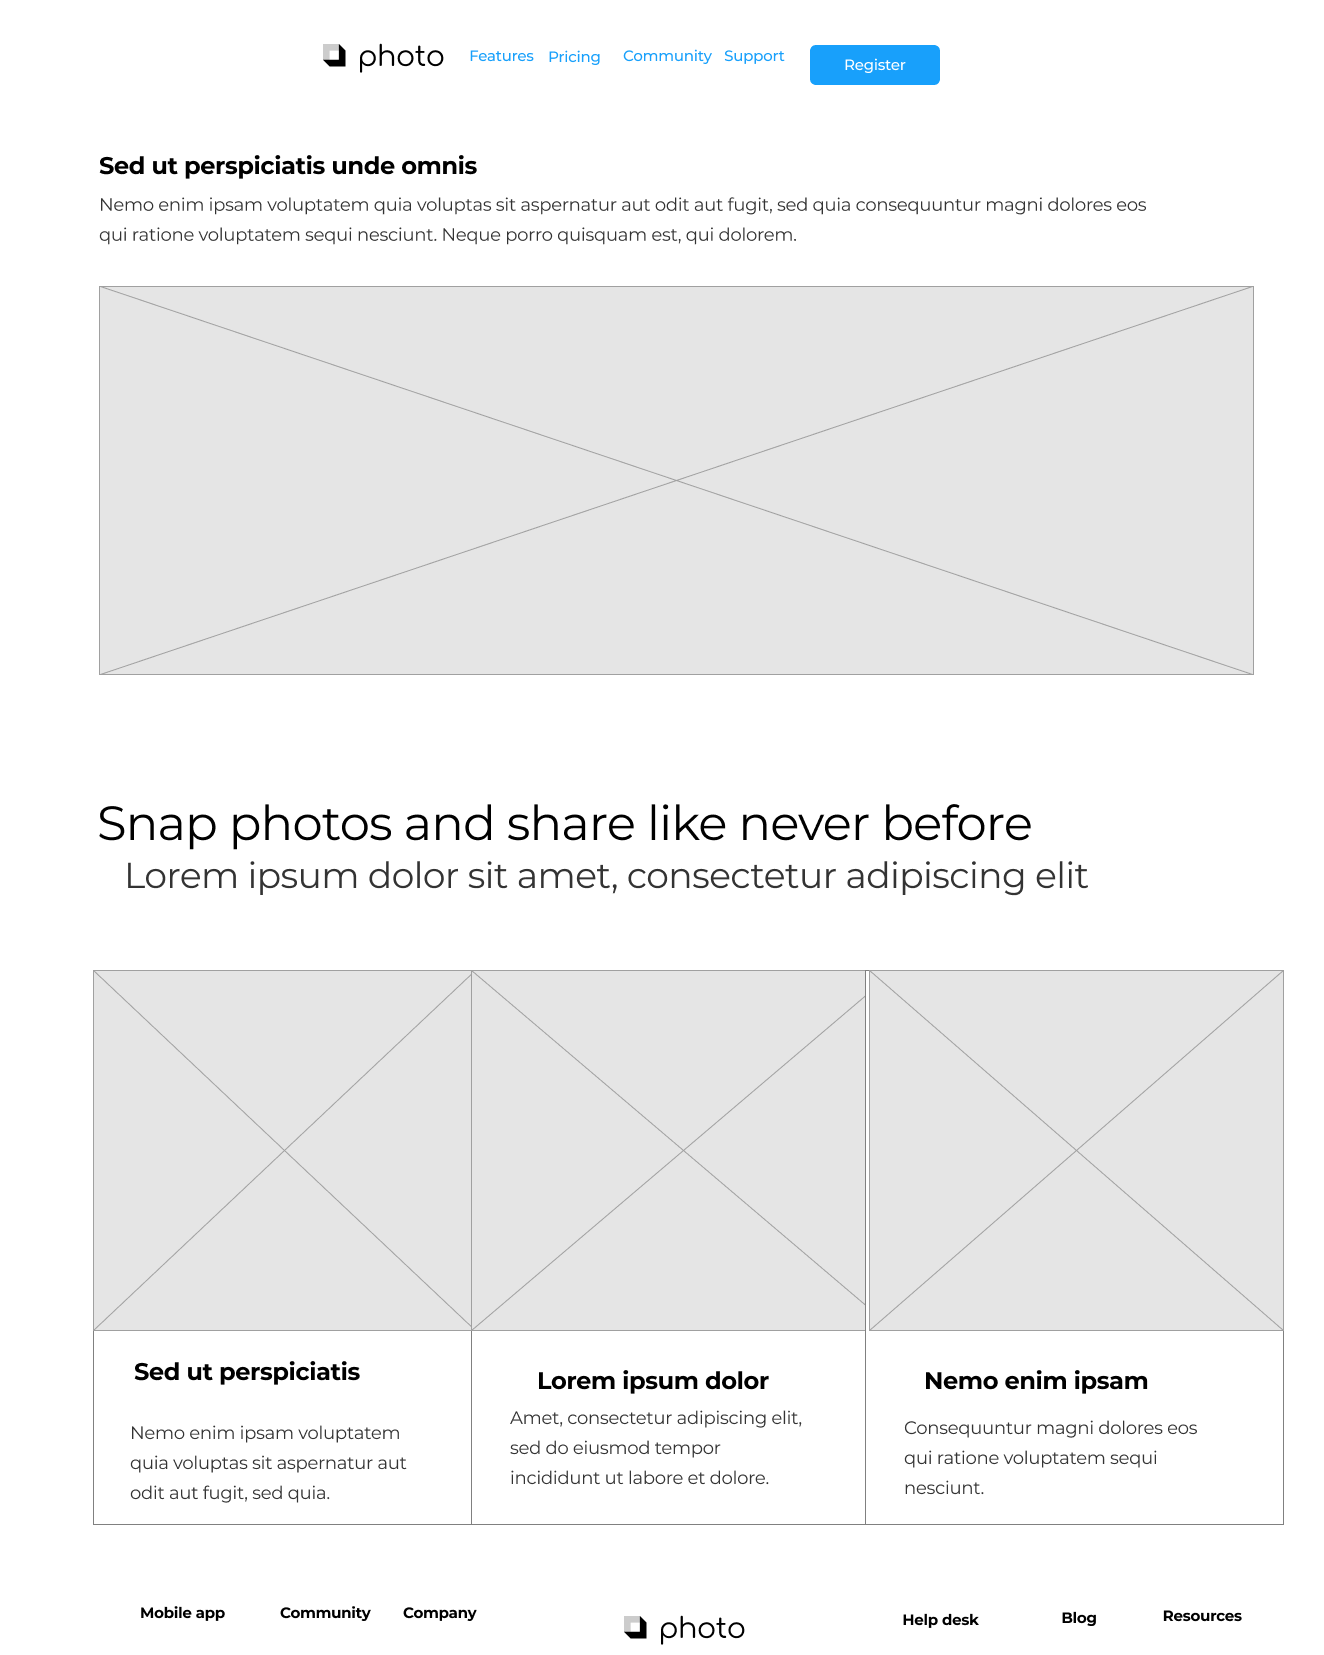 photo Features Pricing Community Support Register
Sed ut perspiciatis unde omnis
Nemo enim ipsam voluptatem quia voluptas sit aspernatur aut odit aut fugit, sed quia consequuntur magni dolores eos
qui ratione voluptatem sequi nesciunt. Neque porro quisquam est, qui dolorem.
Snap photos and share like never before
Lorem ipsum dolor sit amet, consectetur adipiscing elit
Sed ut perspiciatis
Nemo enim ipsam voluptatem
quia voluptas sit aspernatur aut
odit aut fugit, sed quia.
Lorem ipsum dolor
Amet, consectetur adipiscing elit,
sed do eiusmod tempor
incididunt ut labore et dolore.
Nemo enim ipsam
Consequuntur magni dolores eos
qui ratione voluptatem sequi
nesciunt.
Mobile app Community Company photo Help desk Blog Resources